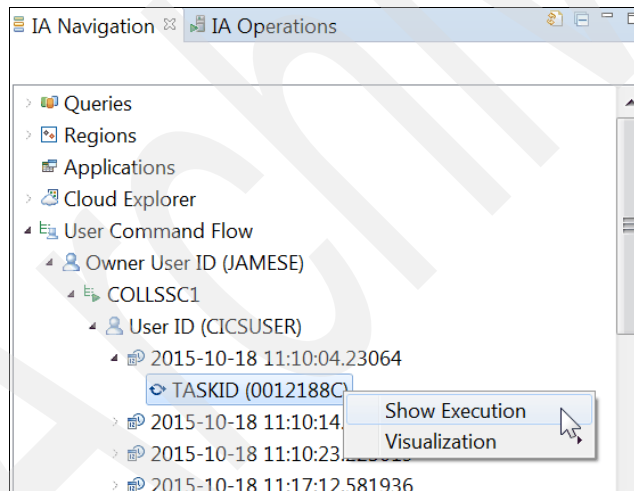 IA Navigation IA Operations
Queries
Regions
Applications
Cloud Explorer
User Command Flow
Owner User ID (JAMESE)
COLLSSC1
User ID (CICSUSER)
2015-10-18 11:10:04.23064
TASKID (0012188C)
Show Execution
2015-10-18 11:10:14.
Visualization
2015-10-18 11:10:23.
2015-10-18 11:17:12.581936